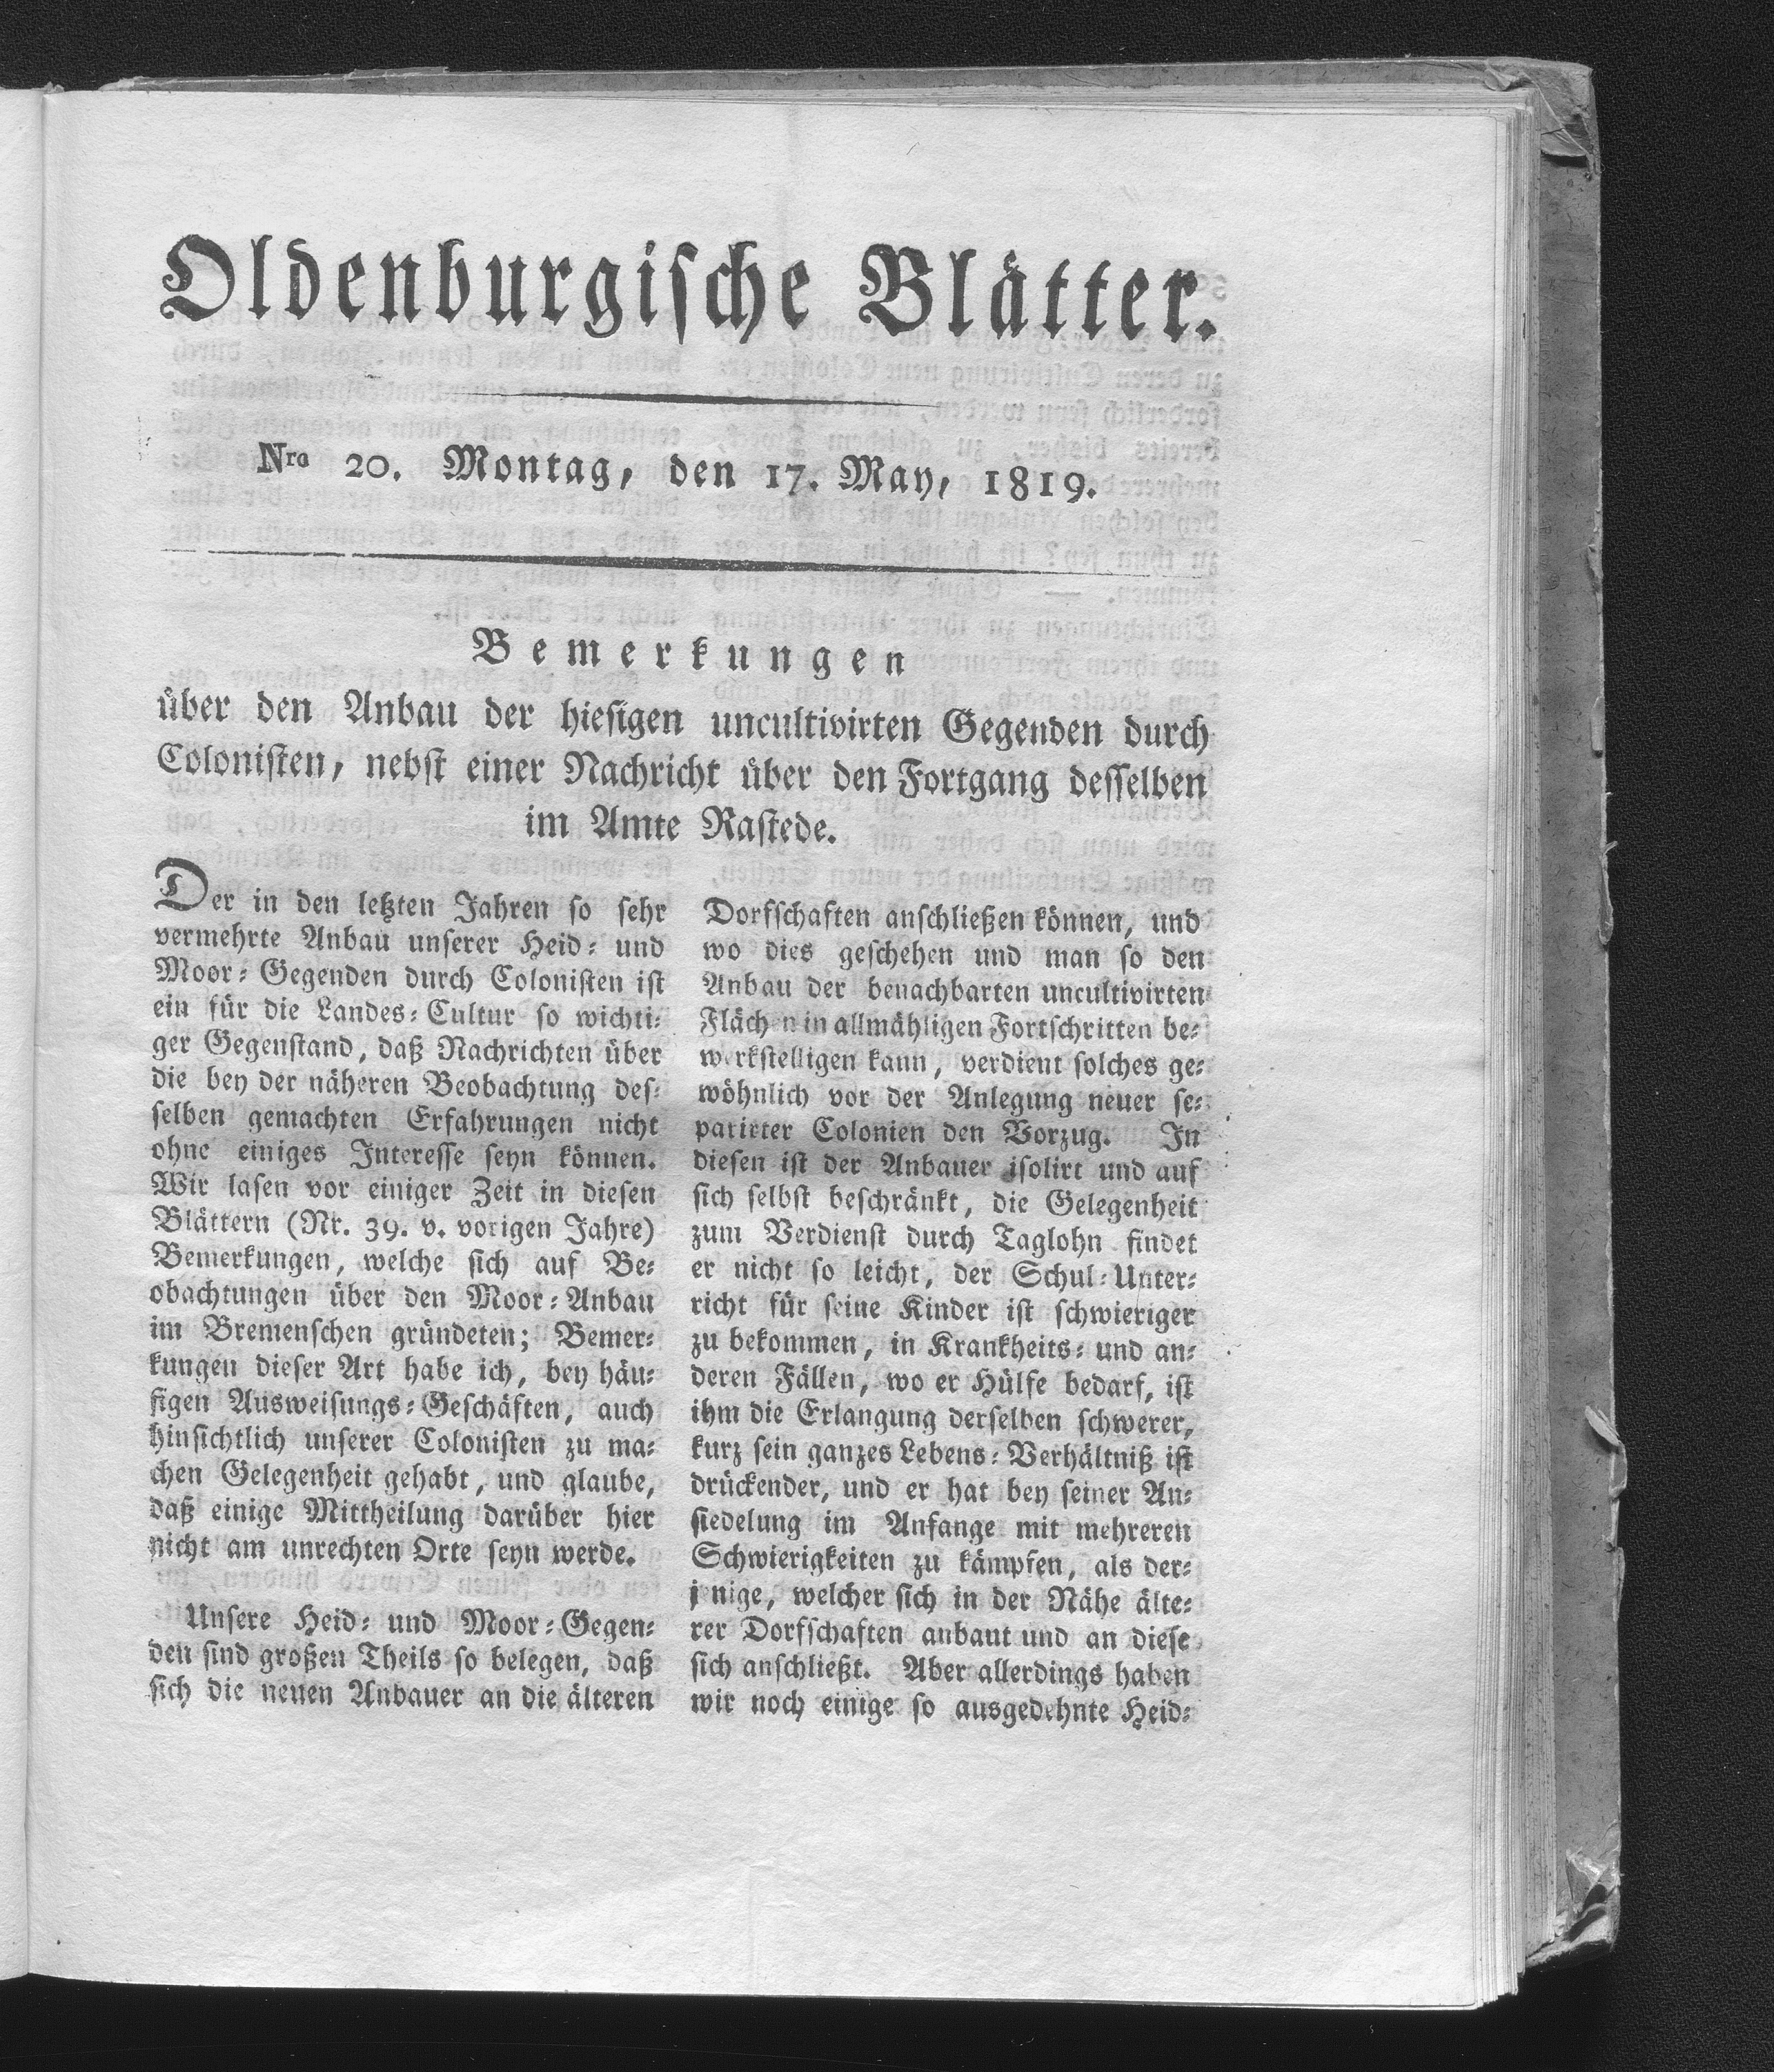 Oldenburgische Blätter.
Nro 20. Montag, den 17. May, 1819.
Bemerkungen
über den Anbau der hiesigen uncultivirten Gegenden durch
Colonisten, nebst einer Nachricht über den Fortgang desselben
im Amte Rastede.
Der in den letzten Jahren so sehr
vermehrte Anbau unserer Heid- und
Moor-Gegenden durch Colonisten ist
ein für die Landes-Cultur so wichti-
ger Gegenstand, daß Nachrichten über
die bey der näheren Beobachtung des-
selben gemachten Erfahrungen nicht
ohne einiges Interesse seyn können.
Wir lasen vor einiger Zeit in diesen
Blättern (Nr. 39. v. vorigen Jahre)
Bemerkungen, welche sich auf Be-
obachtungen über den Moor-Anbau
im Bremenschen gründeten; Bemer-
kungen dieser Art habe ich, bey häu-
figen Ausweisungs-Geschäften, auch
hinsichtlich unserer Colonisten zu ma-
chen Gelegenheit gehabt, und glaube,
daß einige Mittheilung darüber hier
nicht am unrechten Orte seyn werde.
Unsere Heid- und Moor-Gegen-
den sind großen Theils so belegen, daß
sich die neuen Anbauer an die älteren
Dorfschaften anschließen können, und
wo dies geschehen und man so den
Anbau der benachbarten uncultivirten
Flächen in allmähligen Fortschritten be-
werkstelligen kann, verdient solches ge-
wöhnlich vor der Anlegung neuer se-
parirter Colonien den Vorzug. In
diesen ist der Anbauer isolirt und auf
sich selbst beschränkt, die Gelegenheit
zum Verdienst durch Taglohn findet
er nicht so leicht, der Schul-Unter-
richt für seine Kinder ist schwieriger
zu bekommen, in Krankheits- und an-
deren Fällen, wo er Hülfe bedarf, ist
ihm die Erlangung derselben schwerer,
kurz sein ganzes Lebens-Verhältniß ist
drückender, und er hat bey seiner An-
siedelung im Anfange mit mehreren
Schwierigkeiten zu kämpfen, als der-
jenige, welcher sich in der Nähe älte-
rer Dorfschaften anbaut und an diese
sich anschließt. Aber allerdings haben
wir noch einige so ausgedehnte Heid-